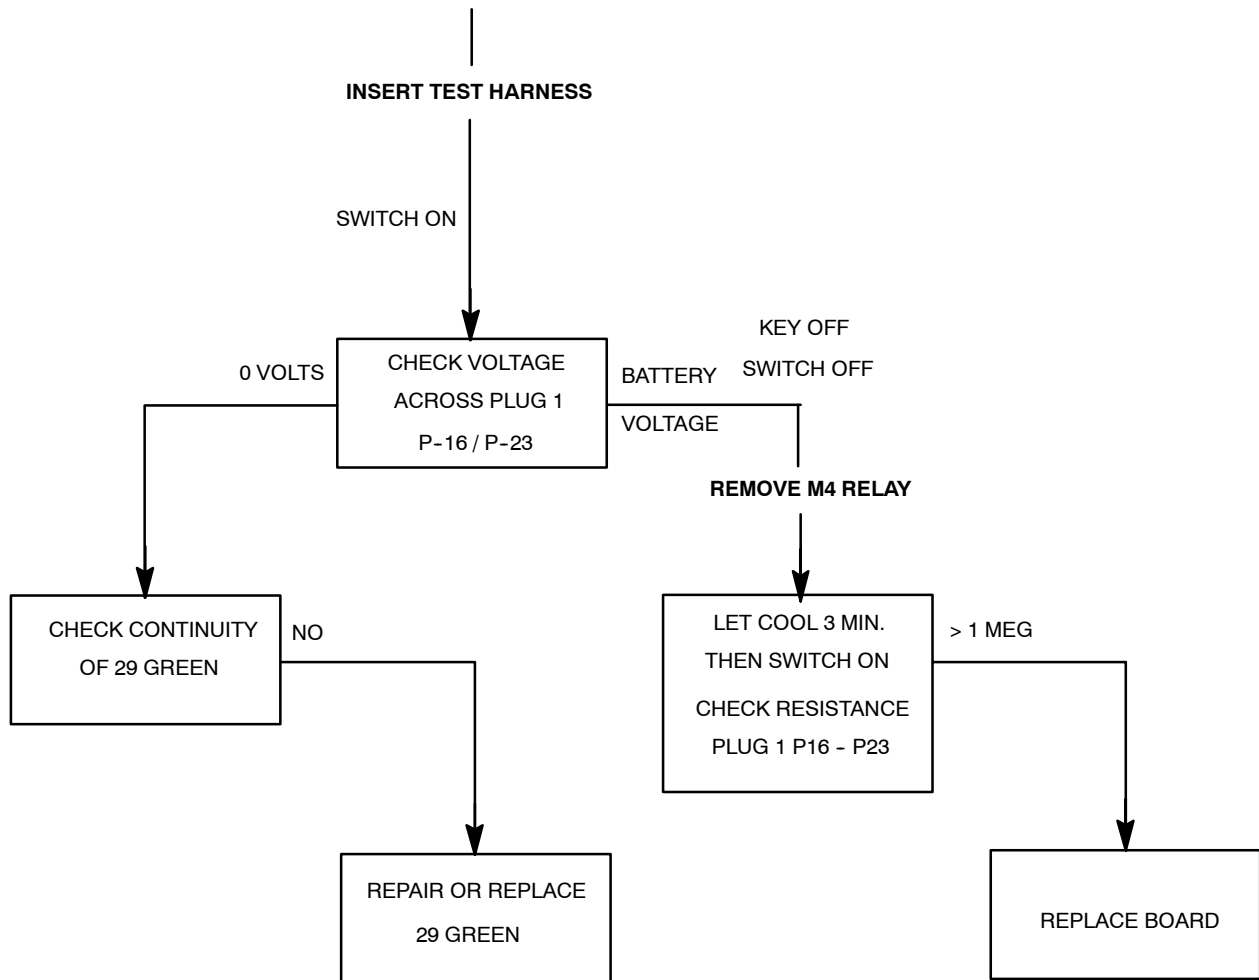 INSERT TEST HARNESS
SWITCH ON
0 VOLTS
CHECK VOLTAGE
ACROSS PLUG 1
P-16 / P-23
BATTERY
VOLTAGE
KEY OFF
SWITCH OFF
REMOVE M4 RELAY
CHECK CONTINUITY
OF 29 GREEN
NO
LET COOL 3 MIN.
THEN SWITCH ON
CHECK RESISTANCE
PLUG 1 P16 - P23
> 1 MEG
REPAIR OR REPLACE
29 GREEN
REPLACE BOARD